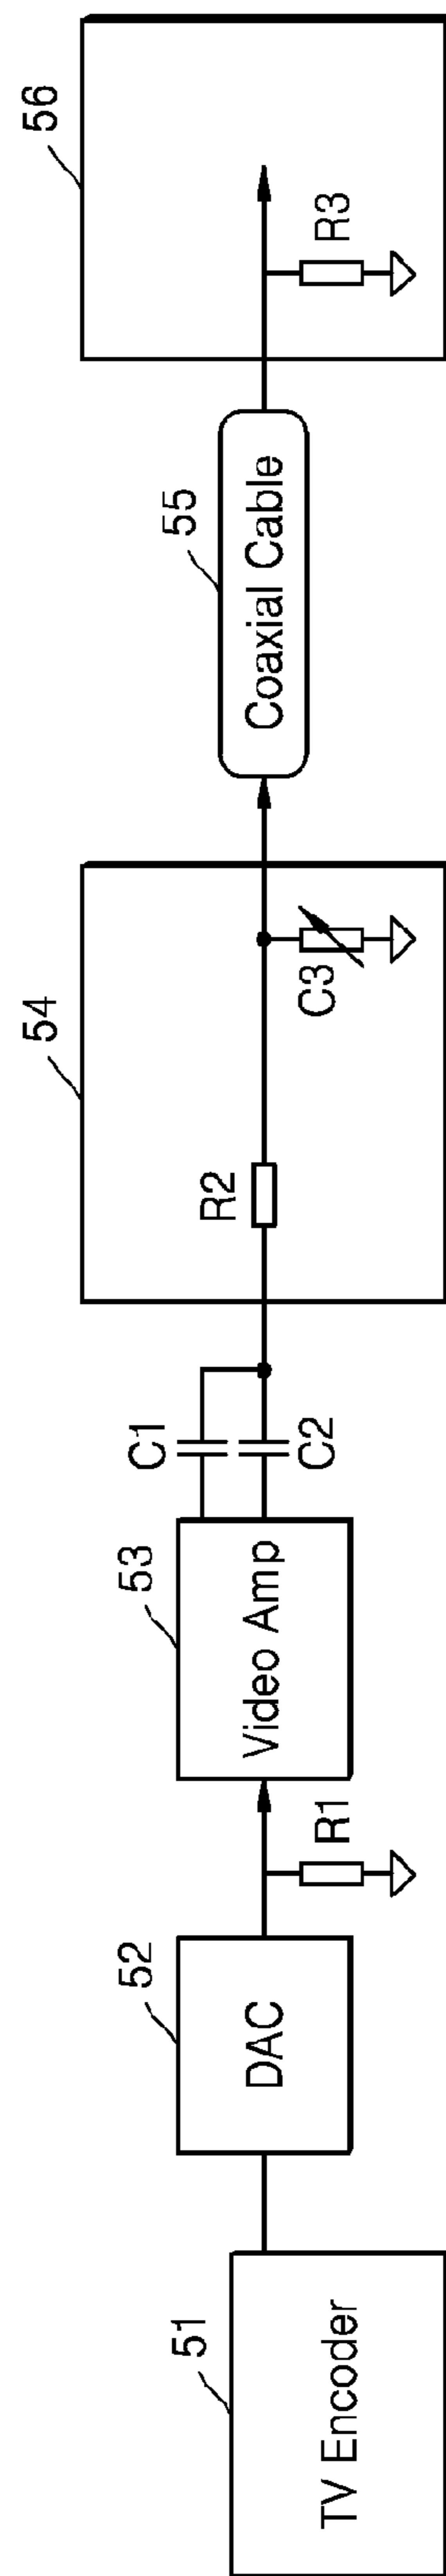 51
TV Encoder
52
DAC
R1
53
Video Amp
C1
C2
54
R2
C3
55
Coaxial Cable
56
R3